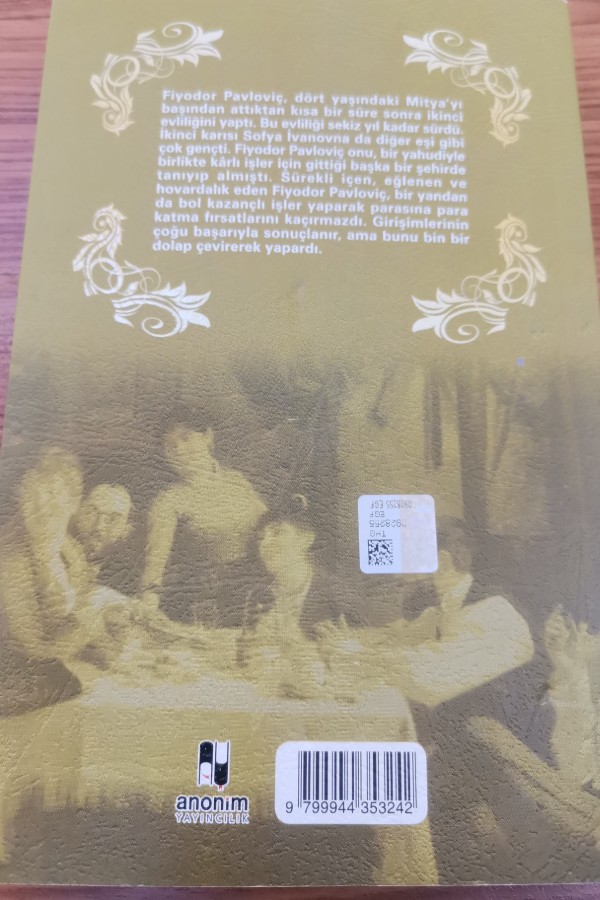 Fiyodor Pavloviç, dört yaşındaki Mitya'yı
başından attıktan kısa bir süre sonra ikinci
evliliğini yaptı. Bu evliliği sekiz yıl kadar sürdü.
İkinci karısı Sofya İvanovna da diğer eşi gibi
çok gençti. Fiyodor Pavloviç onu, bir yahudiyle
birlikte kârlı işler için gittiği başka bir şehirde
tanıyıp almıştı. Sürekli içen, eğlenen ve
hovardalık eden Fiyodor Pavloviç, bir yandan
da bol kazançlı işler yaparak parasına para
katma fırsatlarını kaçırmazdı. Girişimlerinin
çoğu başarıyla sonuçlanır, ama bunu bin bir
dolap çevirerek yapardı.
EGF
anonim
YAYINCILIK
9 799944 353242